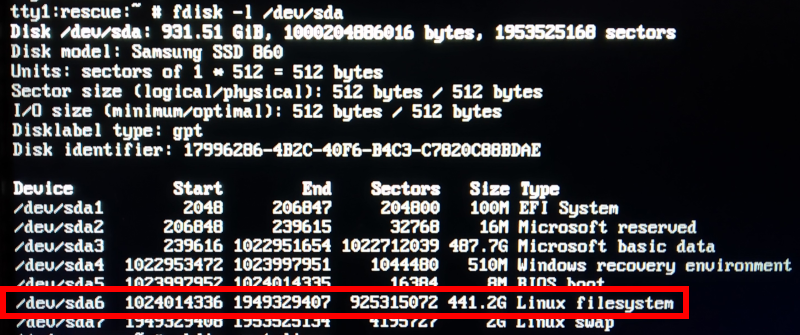 tty1:rescue:~ # fdisk -l /dev/sda
Disk /dev/sda: 931.51 GiB, 1000204886016 bytes, 1953525168 sectors
Disk model: Samsung SSD 860
Units: sectors of 1 * 512 = 512 bytes
Sector size (logical/physical): 512 bytes / 512 bytes
I/O size (minimum/optimal): 512 bytes / 512 bytes
Disklabel type: gpt
Disk identifier: 17996286-4B2C-40F6-B4C3-C7820C88BDAE
Device Start End Sectors Size Type
/dev/sda1 2048 206847 204800 100M EFI System
/dev/sda2 206848 239615 32768 16M Microsoft reserved
/dev/sda3 239616 1022951654 1022712039 487.7G Microsoft basic data
/dev/sda4 1022953472 1023997951 1044480 510M Windows recovery environment
/dev/sda5 1023997952 1024014335 16384 8M BIOS boot
/dev/sda6 1024014336 1949329407 925315072 441.2G Linux filesystem
/dev/sda7 1949329408 1953525134 4195727 2G Linux swap